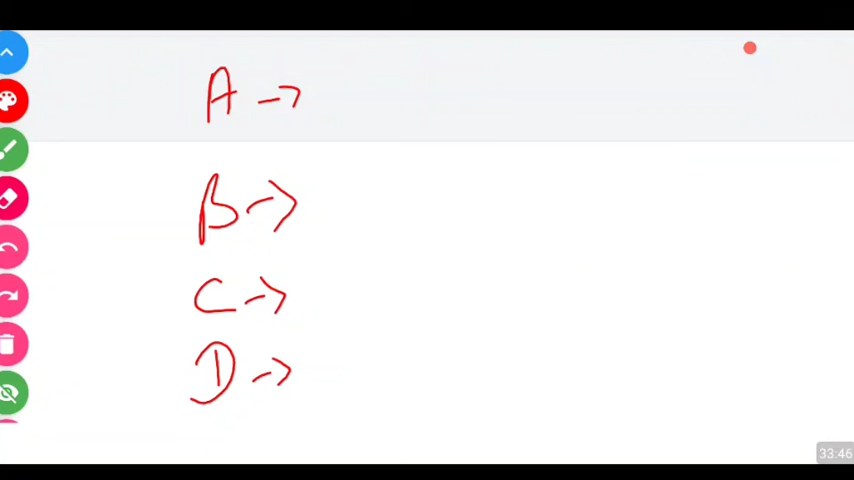 A →
B →
C →
D →
33:46